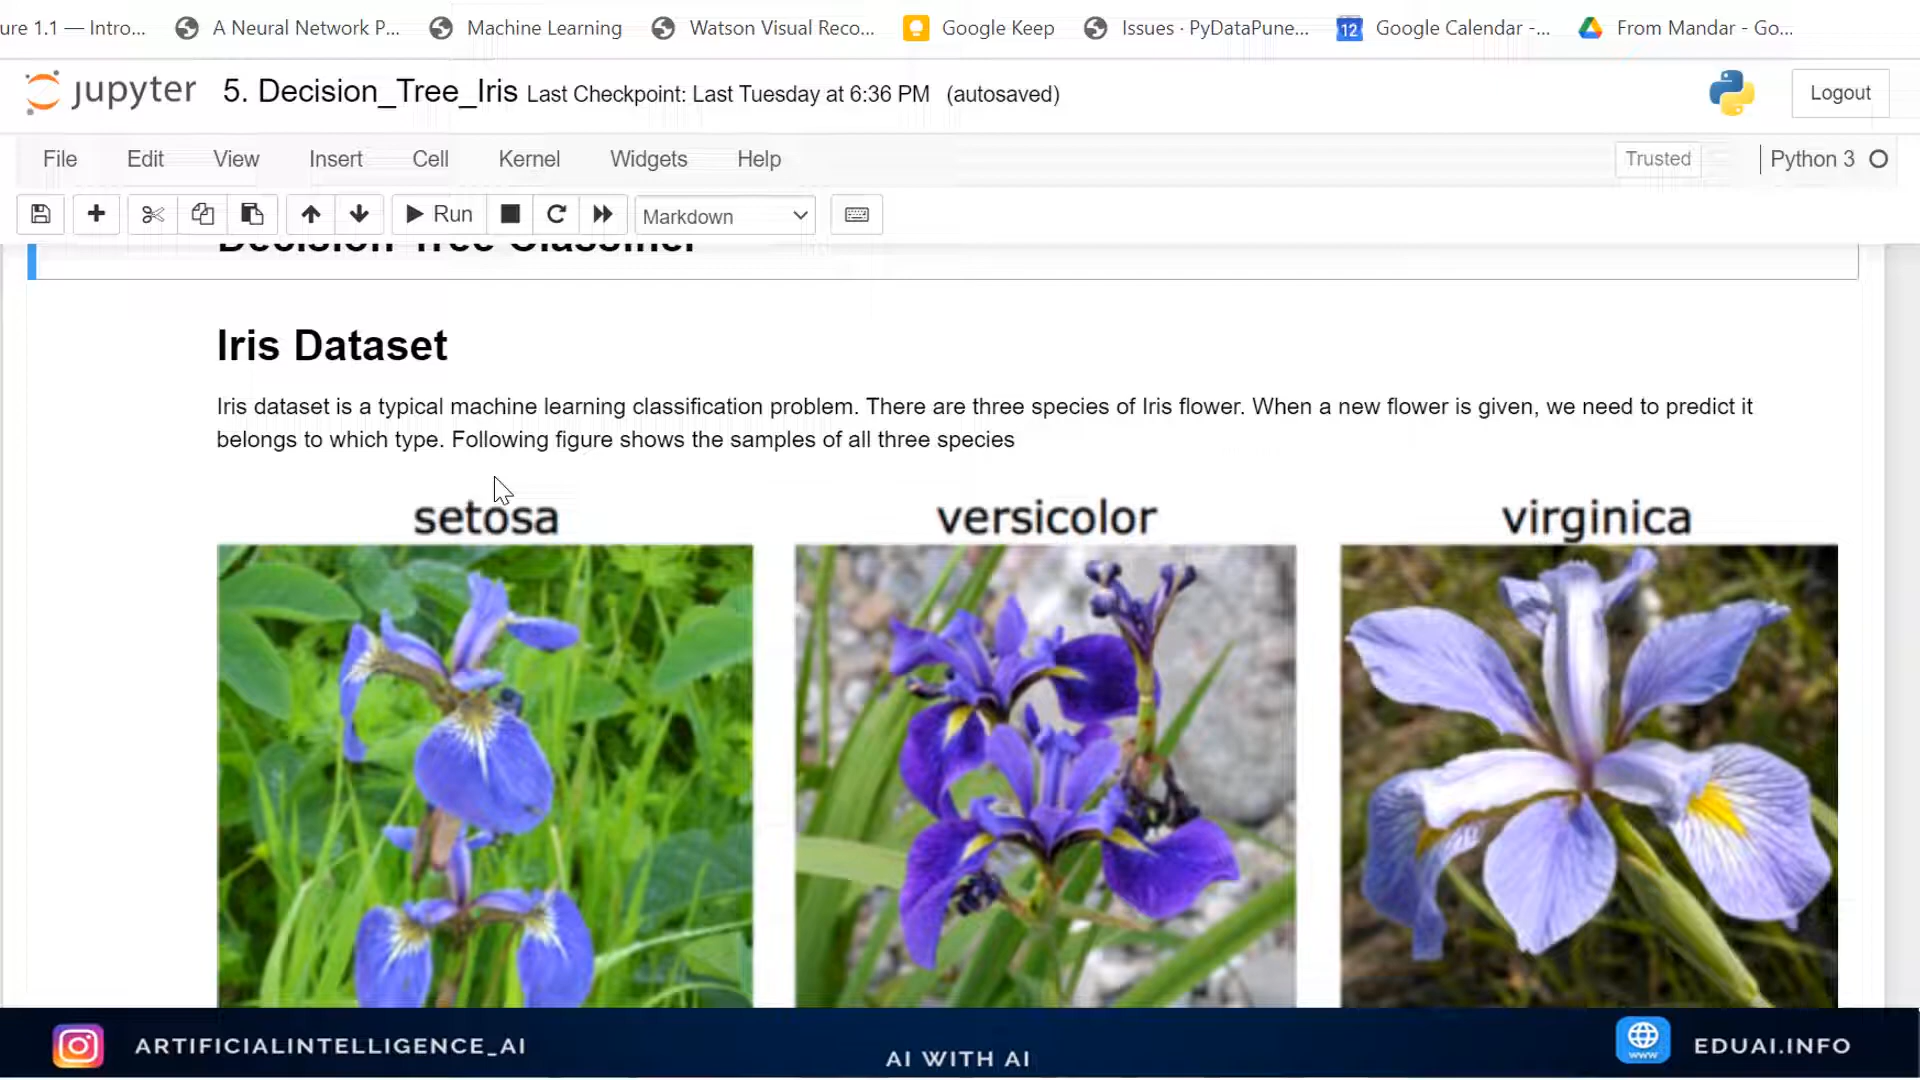 ure 1.1 — Intro... A Neural Network P... Machine Learning Watson Visual Reco... Google Keep Issues · PyDataPune... 12 Google Calendar -... From Mandar - Go...
jupyter 5. Decision_Tree_Iris Last Checkpoint: Last Tuesday at 6:36 PM (autosaved) Logout
File Edit View Insert Cell Kernel Widgets Help Trusted Python 3
Run Markdown
Decision Tree Classifier
Iris Dataset
Iris dataset is a typical machine learning classification problem. There are three species of Iris flower. When a new flower is given, we need to predict it
belongs to which type. Following figure shows the samples of all three species
setosa versicolor virginica
ARTIFICIALINTELLIGENCE_AI AI WITH AI www EDUAI.INFO